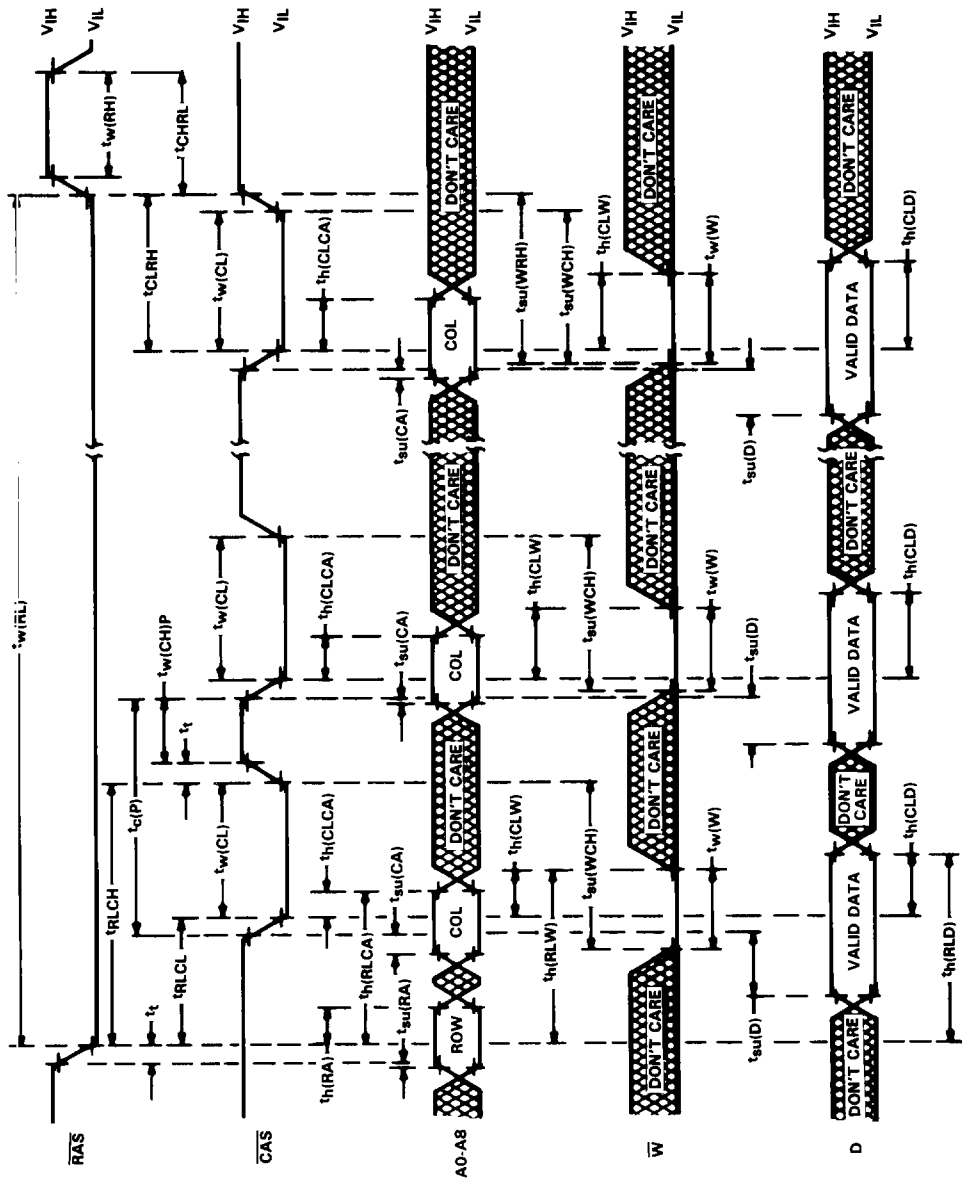 tw(RL)
VIH
RAS
VIL
tt
tRLCH
tRLCL
tc(P)
tt
tw(CH)P
tw(CL)
tw(CL)
tCLRH
tw(CL)
tw(RH)
tCHRL
VIH
CAS
VIL
th(RA)
tsu(RA)
th(RLCA)
th(CLCA)
tsu(CA)
th(CLCA)
tsu(CA)
th(CLCA)
tsu(CA)
VIH
A0-A8
ROW
COL
DON'T CARE
COL
DON'T CARE
COL
DON'T CARE
VIL
th(RLW)
th(CLW)
tsu(WCH)
th(CLW)
tsu(WCH)
tsu(WRH)
tsu(WCH)
th(CLW)
tw(W)
tw(W)
tw(W)
VIH
W
DON'T CARE
DON'T CARE
DON'T CARE
DON'T CARE
VIL
tsu(D)
tsu(D)
tsu(D)
VIH
D
DON'T CARE
VALID DATA
DON'T
CARE
VALID DATA
DON'T CARE
VALID DATA
DON'T CARE
VIL
th(CLD)
th(CLD)
th(CLD)
th(RLD)